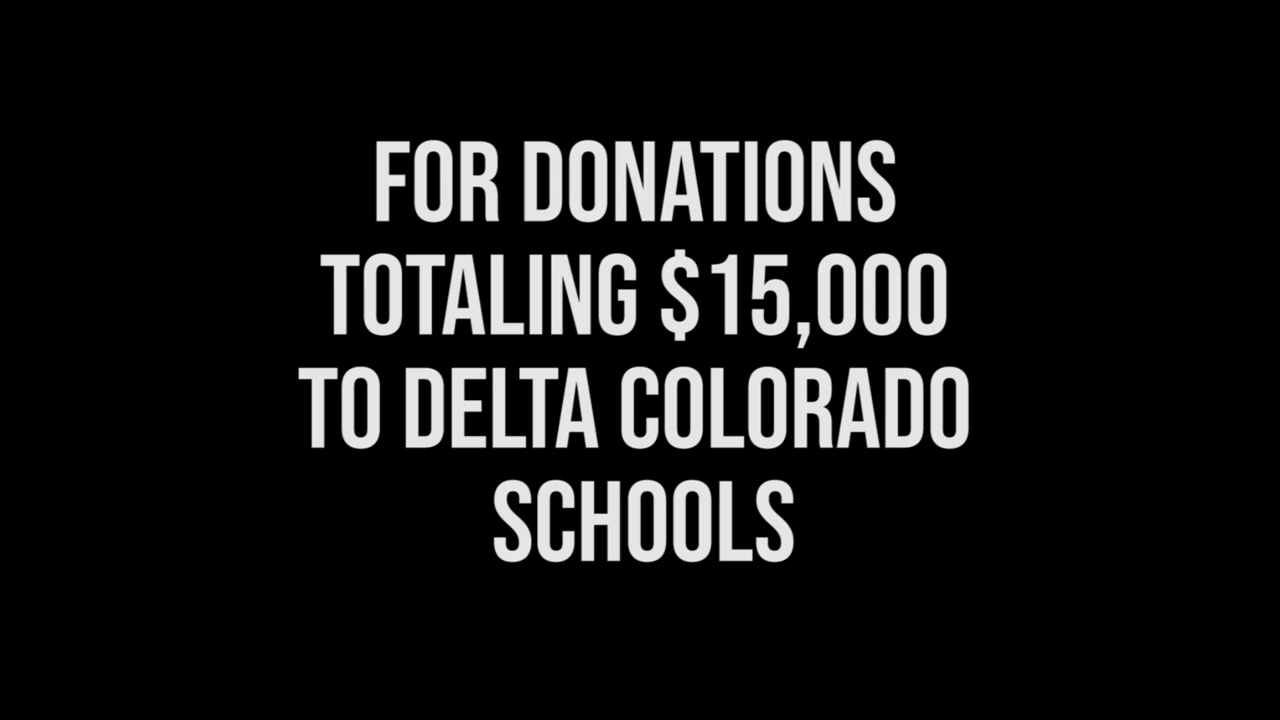 FOR DONATIONS
TOTALING $15,000
TO DELTA COLORADO
SCHOOLS